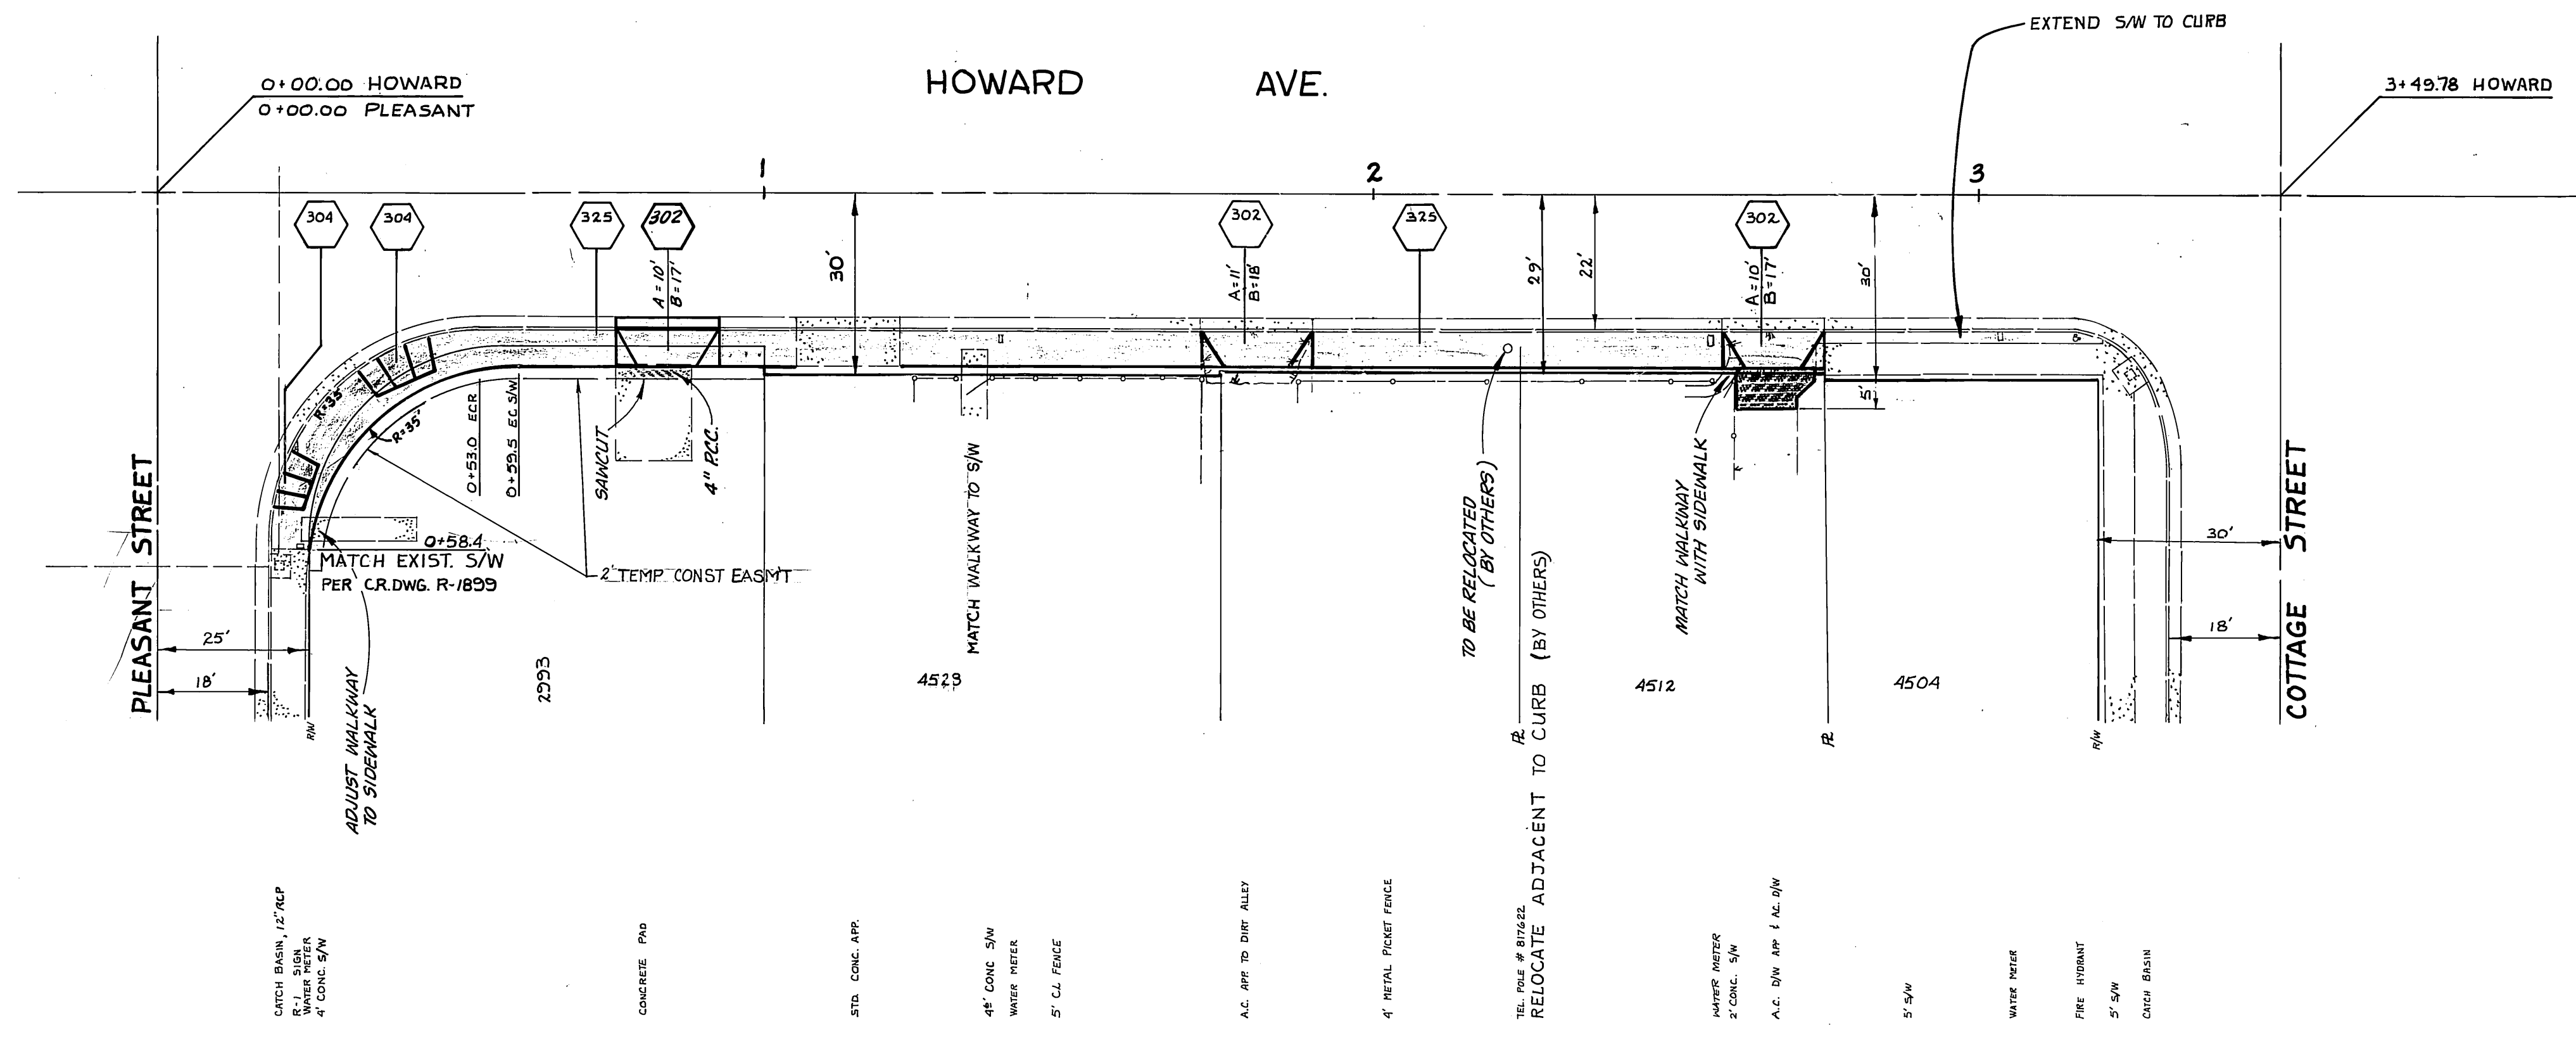 EXTEND S/W TO CURB
HOWARD AVE.
0+00.00 HOWARD
0+00.00 PLEASANT
3+49.78 HOWARD
1
2
3
304
304
325
302
302
325
302
A=10'
B=17'
30'
A=11'
B=18'
29'
22'
A=10'
B=17'
30'
5'
R=35'
R=35'
0+53.0 ECR
0+59.5 EC S/W
SAWCUT
4" P.C.C.
MATCH WALKWAY TO S/W
TO BE RELOCATED
(BY OTHERS)
MATCH WALKWAY
WITH SIDEWALK
PLEASANT STREET
COTTAGE STREET
0+58.4
MATCH EXIST. S/W
PER C.R.DWG. R-1899
2' TEMP CONST EASM'T
30'
25'
18'
18'
2993
4523
4512
4504
R/W
PL
PL
R/W
ADJUST WALKWAY
TO SIDEWALK
CATCH BASIN, 12" RCP
R-1 SIGN
WATER METER
4' CONC. S/W
CONCRETE PAD
STD. CONC. APP.
4± CONC S/W
WATER METER
5' C.L FENCE
A.C. APP. TO DIRT ALLEY
4' METAL PICKET FENCE
TEL. POLE # 817622
RELOCATE ADJACENT TO CURB (BY OTHERS)
WATER METER
2' CONC. S/W
A.C. D/W APP & A.C. D/W
5' S/W
WATER METER
FIRE HYDRANT
5' S/W
CATCH BASIN